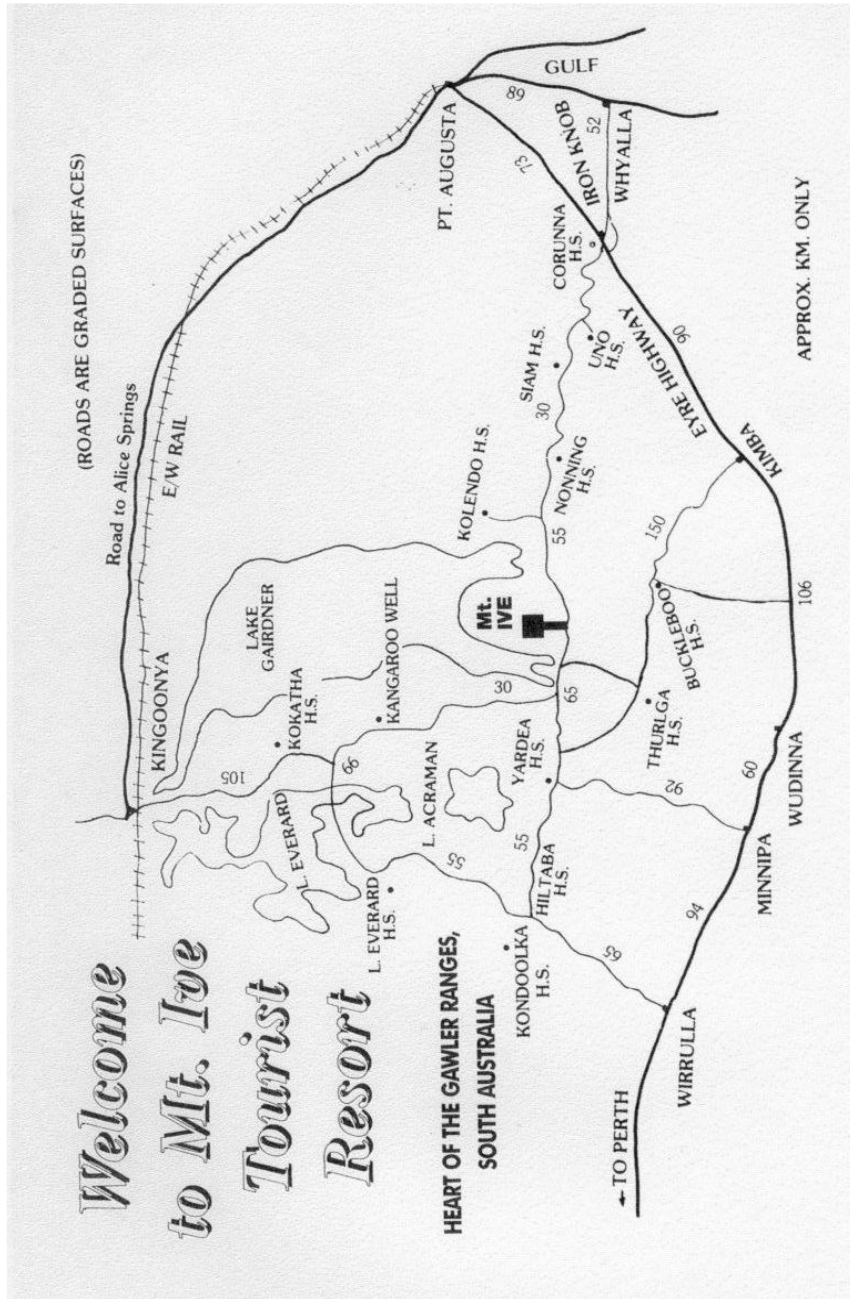 Welcome
to Mt. Ive
Tourist
Resort
HEART OF THE GAWLER RANGES,
SOUTH AUSTRALIA
(ROADS ARE GRADED SURFACES)
Road to Alice Springs
E/W RAIL
KINGOONYA
105
LAKE
GAIRDNER
KOKATHA
H.S.
KANGAROO WELL
L. EVERARD
66
L. EVERARD
H.S.
L. ACRAMAN
30
55
KOLENDO H.S.
Mt.
IVE
PT. AUGUSTA
GULF
68
73
IRON KNOB
52
WHYALLA
CORUNNA
H.S.
SIAM H.S.
UNO
H.S.
30
NONNING
H.S.
55
65
YARDEA
H.S.
55
HILTABA
H.S.
KONDOOLKA
H.S.
65
92
THURLGA
H.S.
BUCKLEBOO
H.S.
150
EYRE HIGHWAY
90
KIMBA
106
WUDINNA
60
MINNIPA
94
WIRRULLA
←TO PERTH
APPROX. KM. ONLY